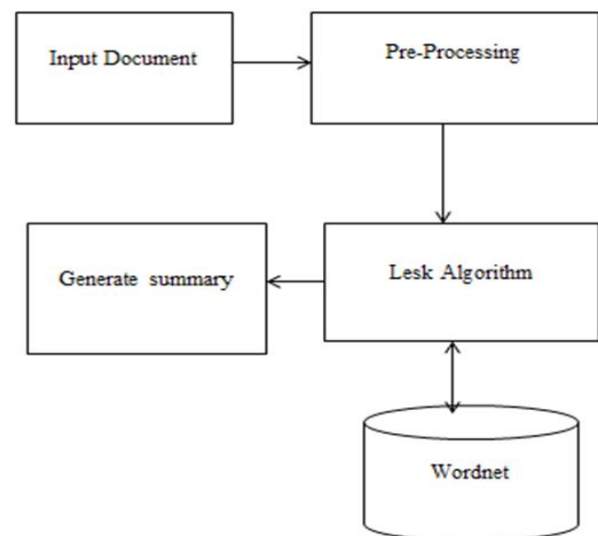 Input Document
Pre-Processing
Lesk Algorithm
Generate summary
Wordnet